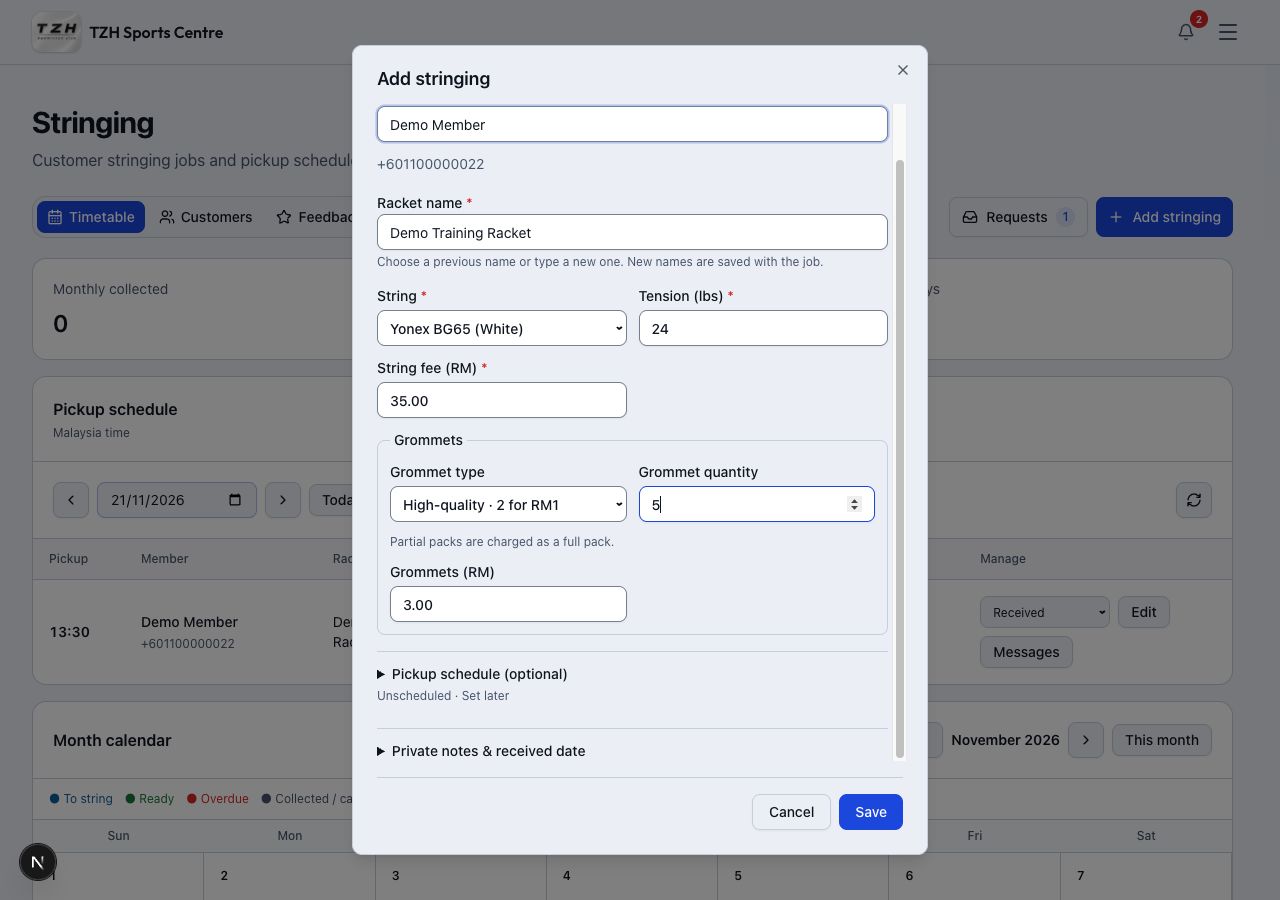 TZH
TZH Sports Centre
2
Stringing
Customer stringing jobs and pickup schedul
Timetable
Customers
Feedbac
Requests 1
Add stringing
Monthly collected
0
ys
Pickup schedule
Malaysia time
21/11/2026
Toda
Pickup
Member
Rac
Manage
13:30
Demo Member
+601100000022
De
Rac
Received
Edit
Messages
Month calendar
November 2026
This month
To string
Ready
Overdue
Collected / ca
Sun
Mon
Fri
Sat
1
2
3
4
5
6
7
N
Add stringing
Demo Member
+601100000022
Racket name *
Demo Training Racket
Choose a previous name or type a new one. New names are saved with the job.
String *
Tension (lbs) *
Yonex BG65 (White)
24
String fee (RM) *
35.00
Grommets
Grommet type
Grommet quantity
High-quality · 2 for RM1
5
Partial packs are charged as a full pack.
Grommets (RM)
3.00
Pickup schedule (optional)
Unscheduled · Set later
Private notes & received date
Cancel
Save